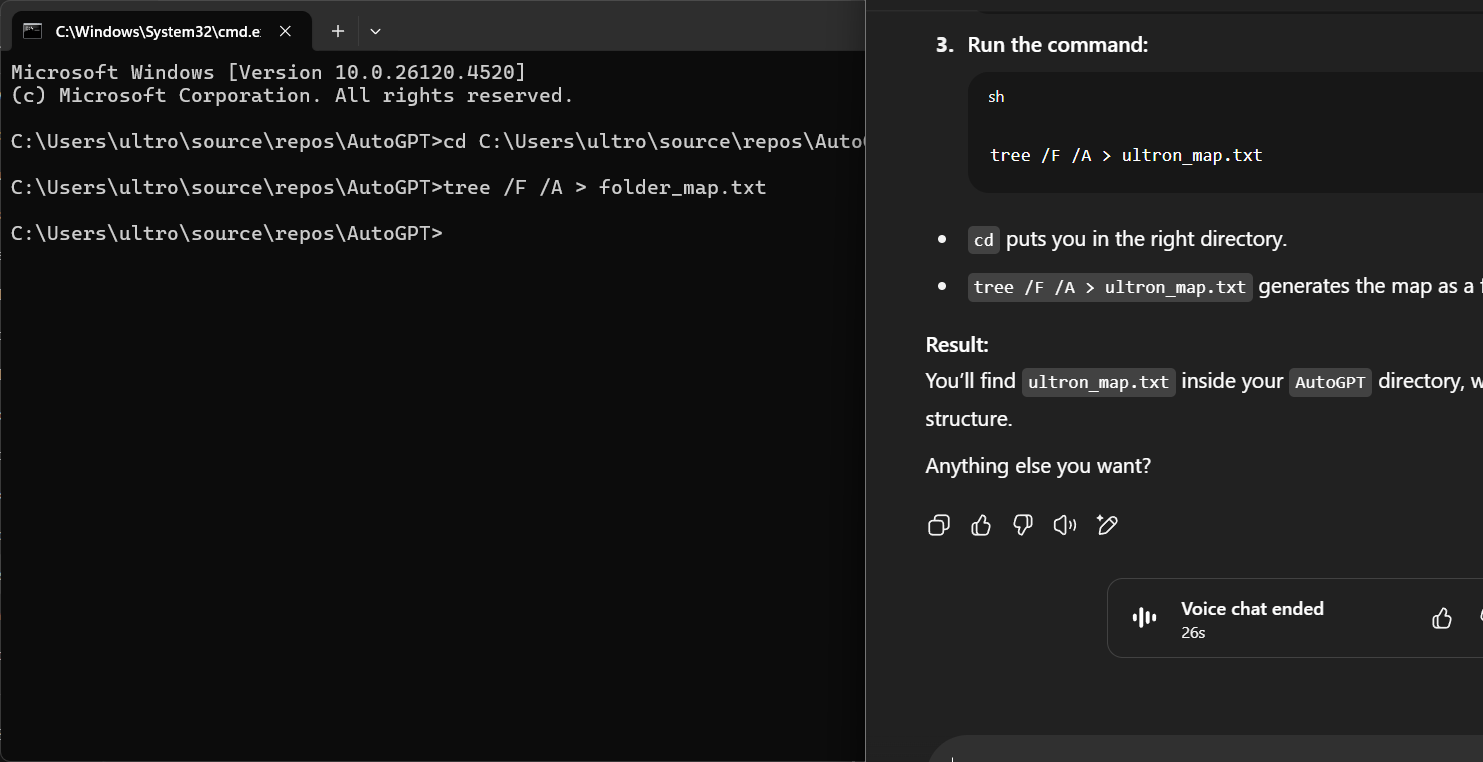 C:\Windows\System32\cmd.e
Microsoft Windows [Version 10.0.26120.4520]
(c) Microsoft Corporation. All rights reserved.
C:\Users\ultro\source\repos\AutoGPT>cd C:\Users\ultro\source\repos\Auto
C:\Users\ultro\source\repos\AutoGPT>tree /F /A > folder_map.txt
C:\Users\ultro\source\repos\AutoGPT>
3. Run the command:
sh
tree /F /A > ultron_map.txt
• cd puts you in the right directory.
• tree /F /A > ultron_map.txt generates the map as a
Result:
You’ll find ultron_map.txt inside your AutoGPT directory,
structure.
Anything else you want?
Voice chat ended
26s